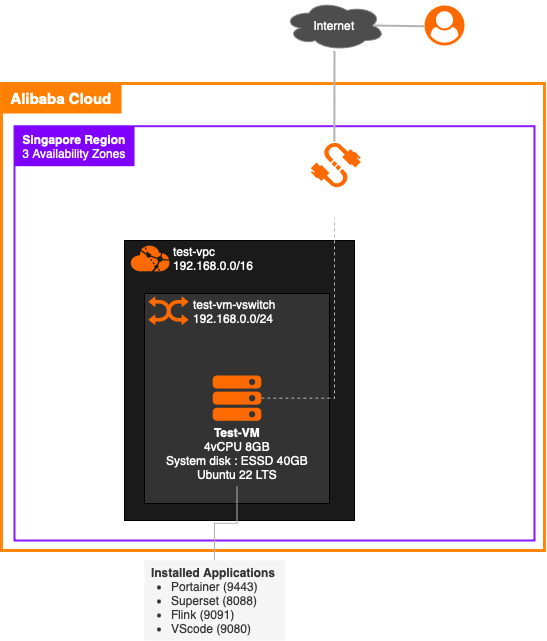 Internet
Alibaba Cloud
Singapore Region
3 Availability Zones
test-vpc
192.168.0.0/16
test-vm-vswitch
192.168.0.0/24
Test-VM
4vCPU 8GB
System disk : ESSD 40GB
Ubuntu 22 LTS
Installed Applications
• Portainer (9443)
• Superset (8088)
• Flink (9091)
• VScode (9080)